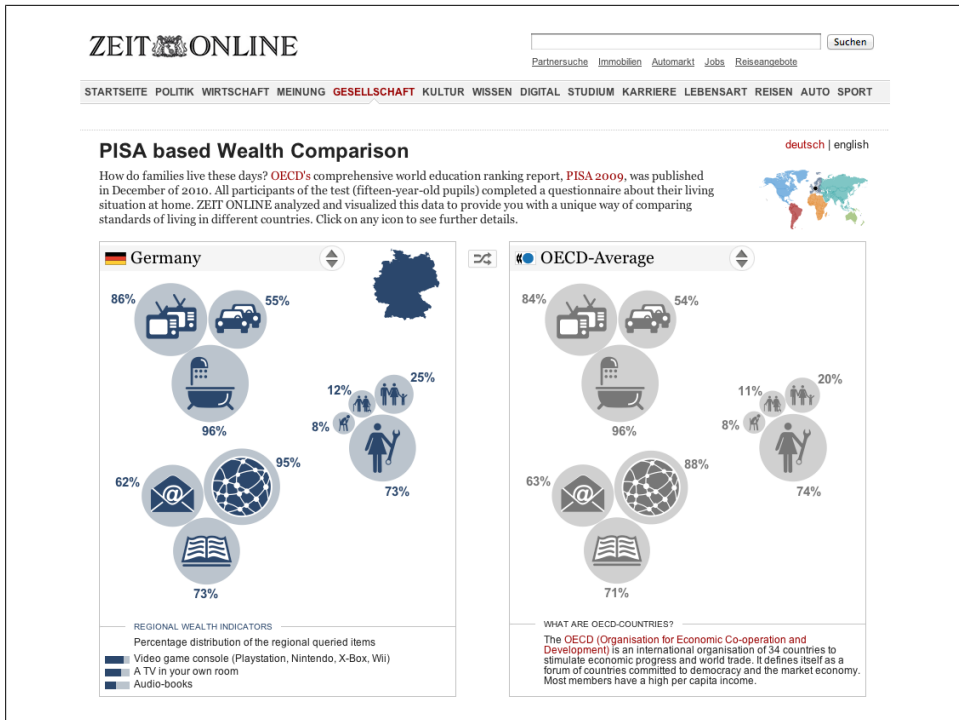 ZEIT ONLINE
Suchen
Partnersuche Immobilien Automarkt Jobs Reiseangebote
STARTSEITE POLITIK WIRTSCHAFT MEINUNG GESELLSCHAFT KULTUR WISSEN DIGITAL STUDIUM KARRIERE LEBENSART REISEN AUTO SPORT
PISA based Wealth Comparison
deutsch | english
How do families live these days? OECD's comprehensive world education ranking report, PISA 2009, was published
in December of 2010. All participants of the test (fifteen-year-old pupils) completed a questionnaire about their living
situation at home. ZEIT ONLINE analyzed and visualized this data to provide you with a unique way of comparing
standards of living in different countries. Click on any icon to see further details.
Germany
86%
55%
96%
12%
25%
8%
73%
62%
@
95%
73%
REGIONAL WEALTH INDICATORS
Percentage distribution of the regional queried items
Video game console (Playstation, Nintendo, X-Box, Wii)
A TV in your own room
Audio-books
OECD-Average
84%
54%
96%
11%
20%
8%
74%
63%
@
88%
71%
WHAT ARE OECD-COUNTRIES?
The OECD (Organisation for Economic Co-operation and
Development) is an international organisation of 34 countries to
stimulate economic progress and world trade. It defines itself as a
forum of countries committed to democracy and the market economy.
Most members have a high per capita income.